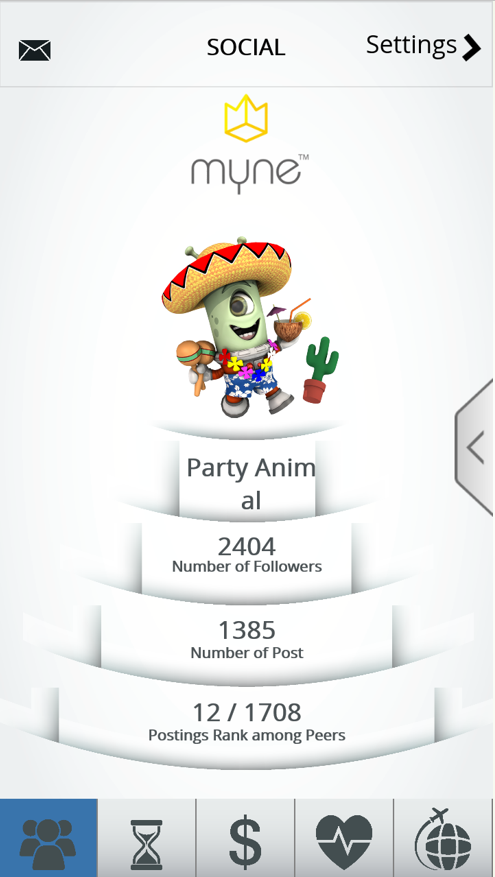 SOCIAL
Settings
myne™
Party Anim
al
2404
Number of Followers
1385
Number of Post
12 / 1708
Postings Rank among Peers
$